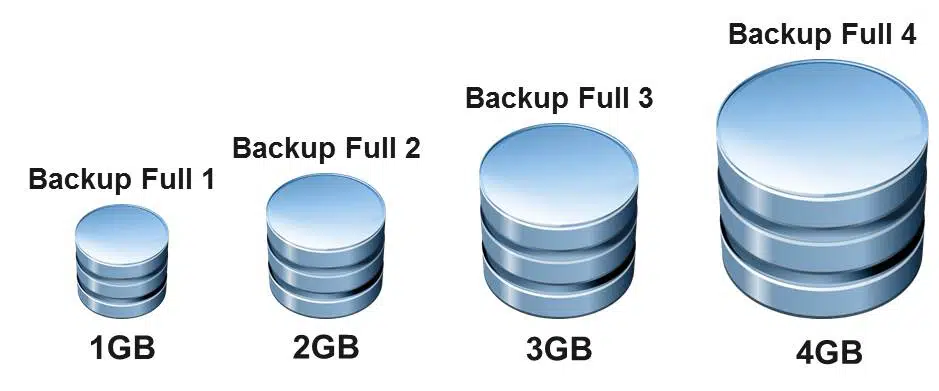 Backup Full 1
Backup Full 2
Backup Full 3
Backup Full 4
1GB
2GB
3GB
4GB